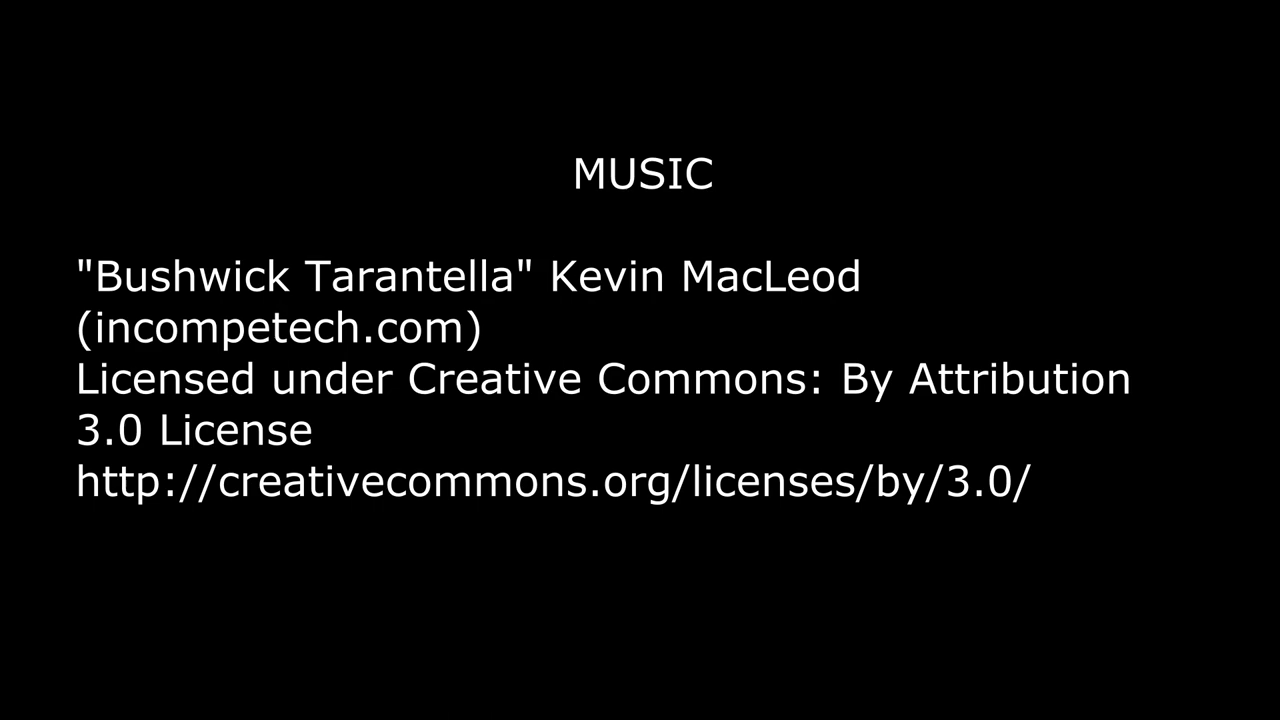 MUSIC
"Bushwick Tarantella" Kevin MacLeod
(incompetech.com)
Licensed under Creative Commons: By Attribution
3.0 License
http://creativecommons.org/licenses/by/3.0/